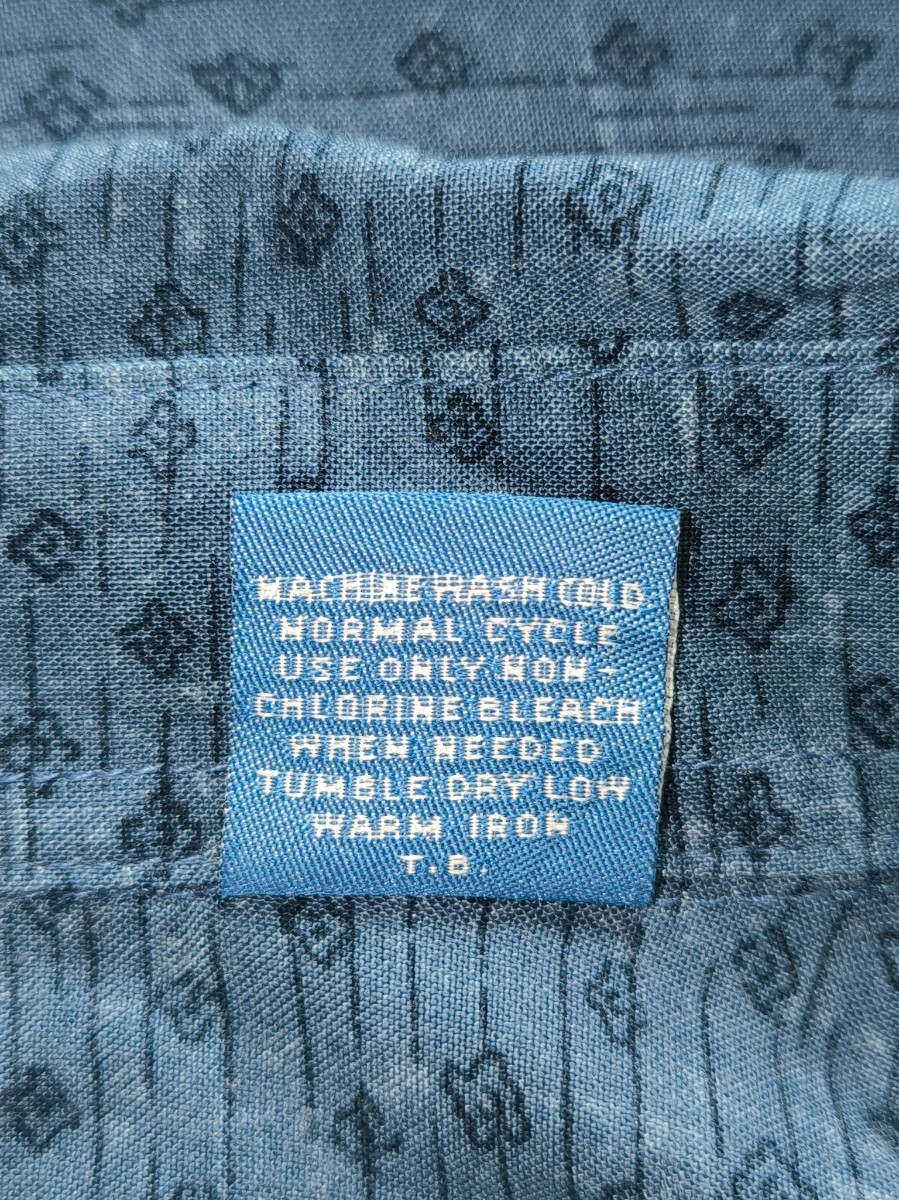 MACHINE WASH COLD
NORMAL CYCLE
USE ONLY NON-
CHLORINE BLEACH
WHEN NEEDED
TUMBLE DRY LOW
WARM IRON
T.B.